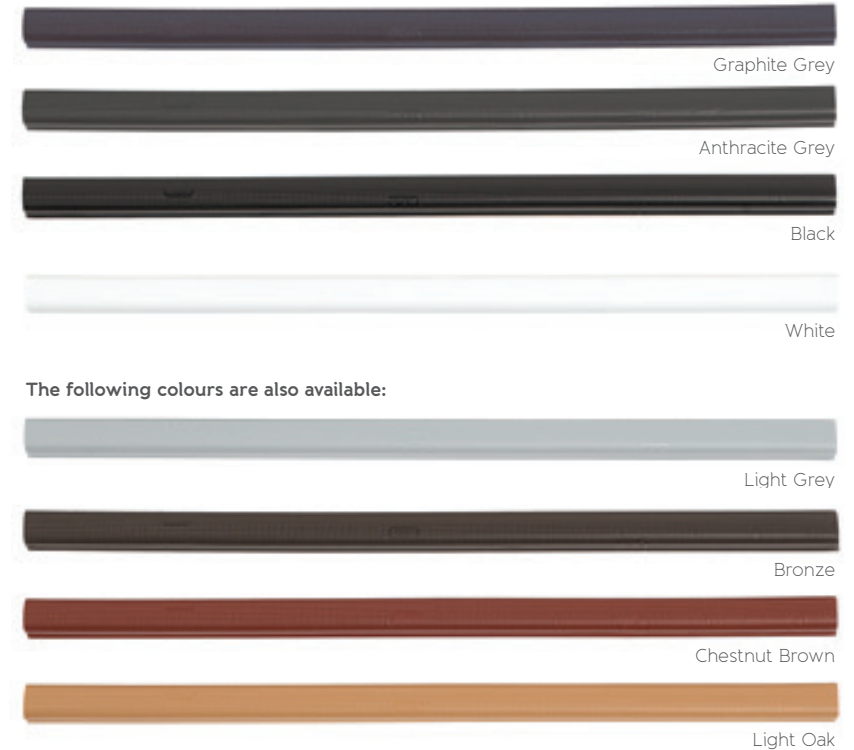 Graphite Grey
Anthracite Grey
Black
White
The following colours are also available:
Light Grey
Bronze
Chestnut Brown
Light Oak